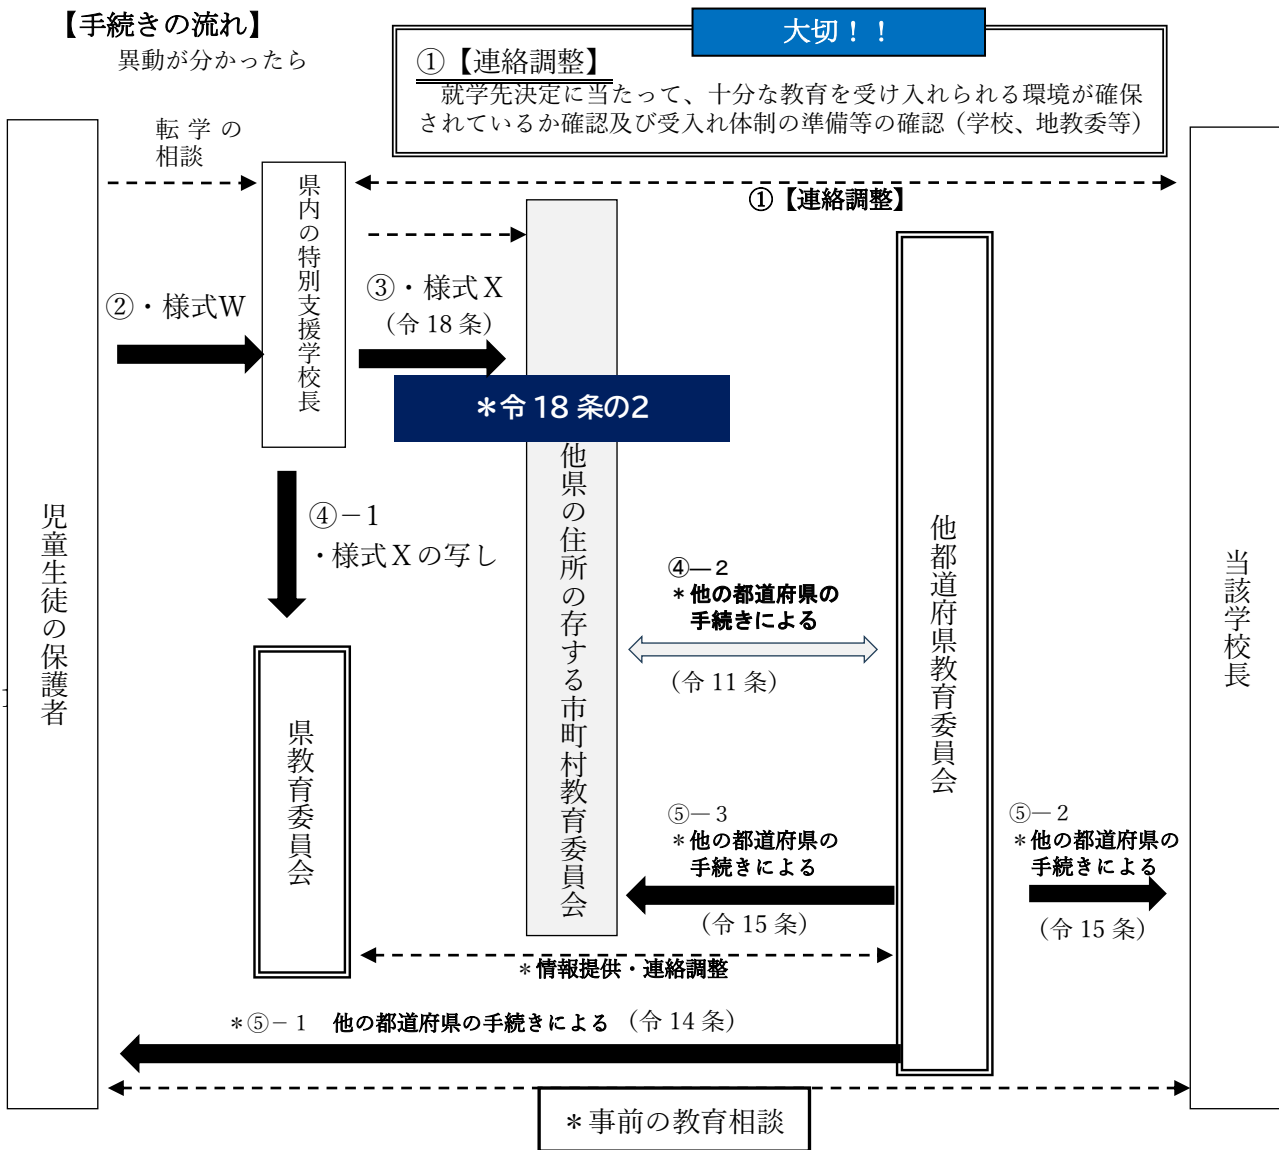 【手続きの流れ】
異動が分かったら
大切！！
①【連絡調整】
就学先決定に当たって、十分な教育を受け入れられる環境が確保
されているか確認及び受入れ体制の準備等の確認（学校、地教委等）
転学の
相談
①【連絡調整】
県内の特別支援学校長
②・様式W
③・様式X
（令18条）
＊令18条の2
④－1
・様式Xの写し
児童生徒の保護者
県教育委員会
他県の住所の存する市町村教育委員会
④―2
＊他の都道府県の
手続きによる
（令11条）
他都道府県教育委員会
当該学校長
⑤―3
＊他の都道府県の
手続きによる
（令15条）
⑤―2
＊他の都道府県の
手続きによる
（令15条）
＊情報提供・連絡調整
＊⑤－1　他の都道府県の手続きによる（令14条）
＊事前の教育相談